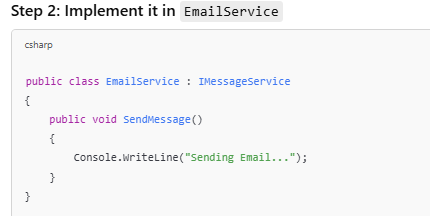 Step 2: Implement it in EmailService
csharp
public class EmailService : IMessageService
{
    public void SendMessage()
    {
        Console.WriteLine("Sending Email...");
    }
}